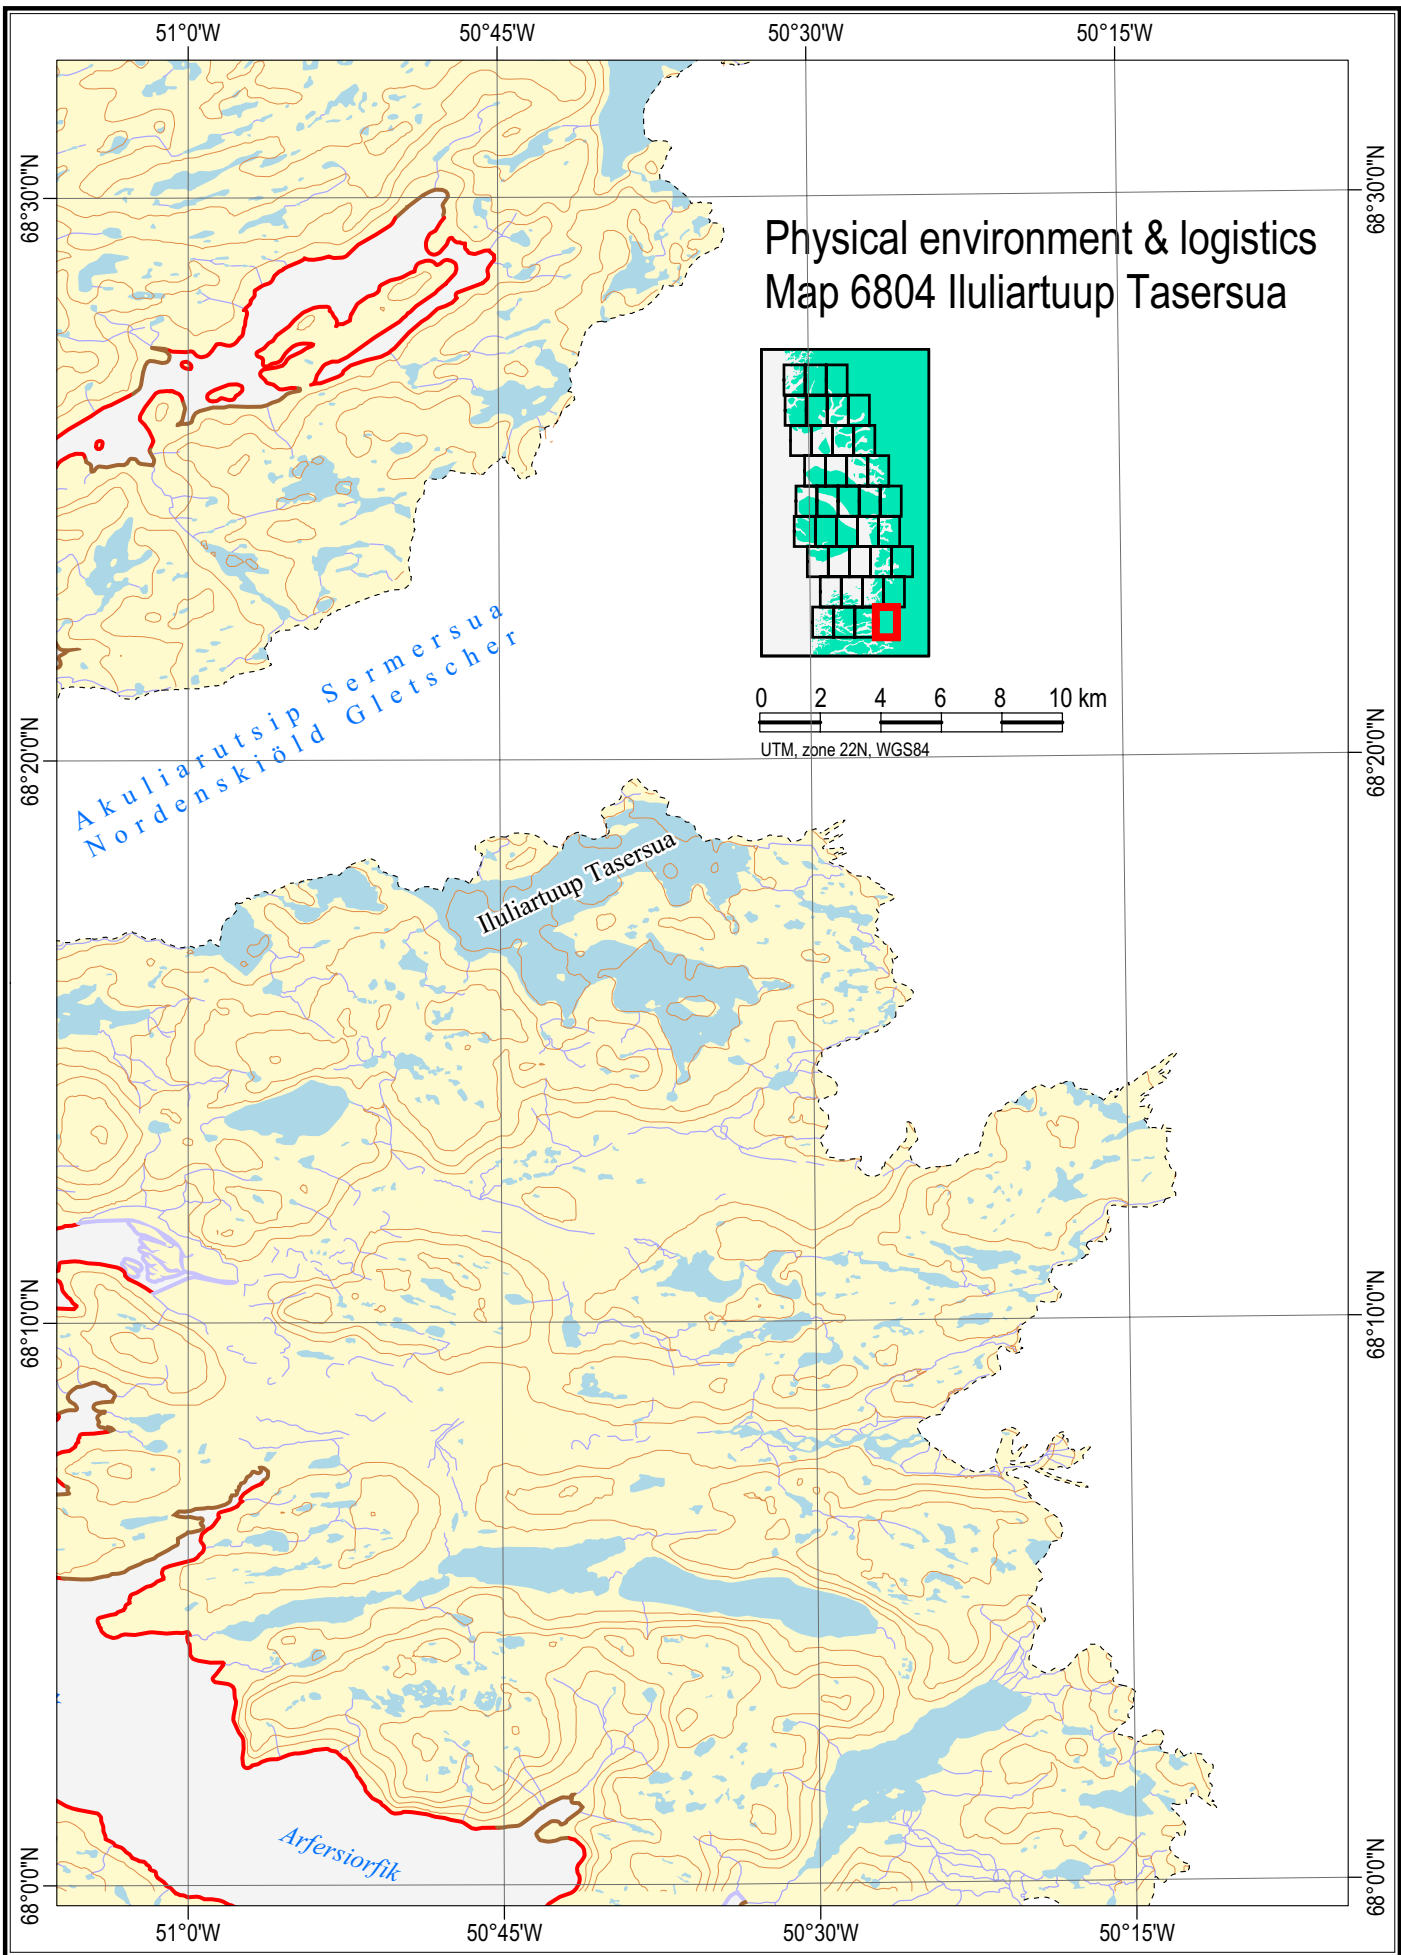 51°0'W
50°45'W
50°30'W
50°15'W
68°30'0"N
68°30'0"N
Physical environment & logistics
Map 6804 Iluliartuup Tasersua
0 2 4 6 8 10 km
UTM, zone 22N, WGS84
Akuliarutsip Sermersua
Nordenskiöld Gletscher
68°20'0"N
68°20'0"N
Iluliartuup Tasersua
68°10'0"N
68°10'0"N
Arfersiorfik
68°0'0"N
68°0'0"N
51°0'W
50°45'W
50°30'W
50°15'W